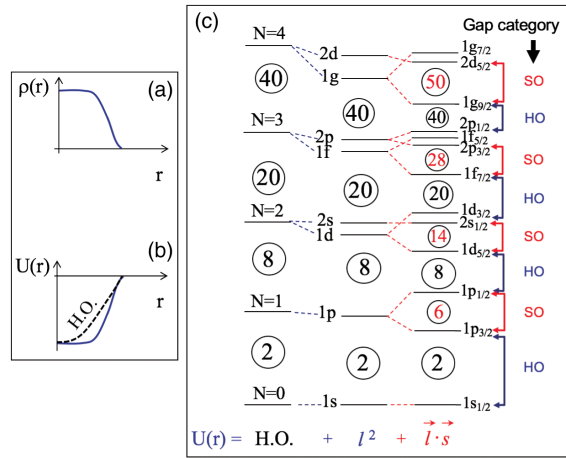 (a)
ρ(r)
r
(b)
U(r)
H.O.
r
(c)
Gap category
N=4
2d
1g
1g7/2
2d5/2
40
50
SO
1g9/2
40
40
2p1/2
HO
N=3
2p
1f
1f5/2
2p3/2
28
SO
1f7/2
20
20
20
HO
1d3/2
N=2
2s
1d
2s1/2
14
SO
1d5/2
8
8
8
HO
1p1/2
N=1
1p
6
SO
1p3/2
2
2
2
HO
N=0
1s
1s1/2
U(r) = H.O. + l² + l·s